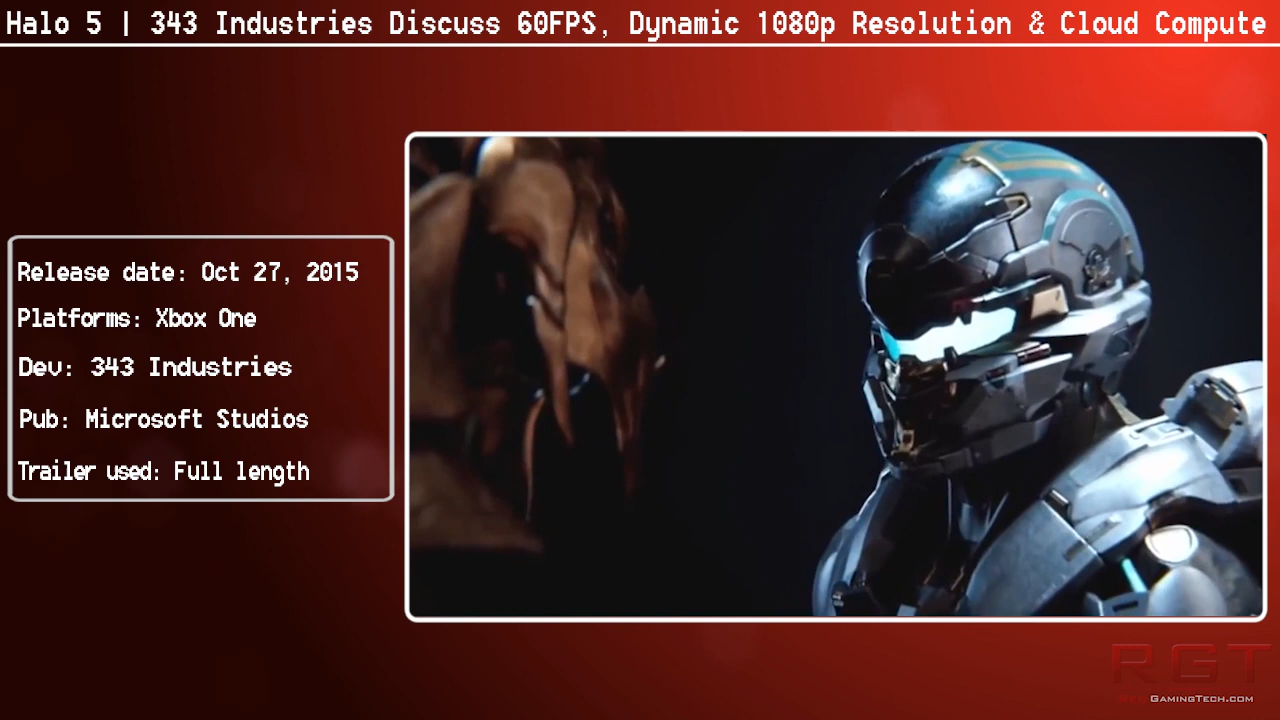 Halo 5 | 343 Industries Discuss 60FPS, Dynamic 1080p Resolution & Cloud Compute
Release date: Oct 27, 2015
Platforms: Xbox One
Dev: 343 Industries
Pub: Microsoft Studios
Trailer used: Full length
RGT
RedGamingTech.com